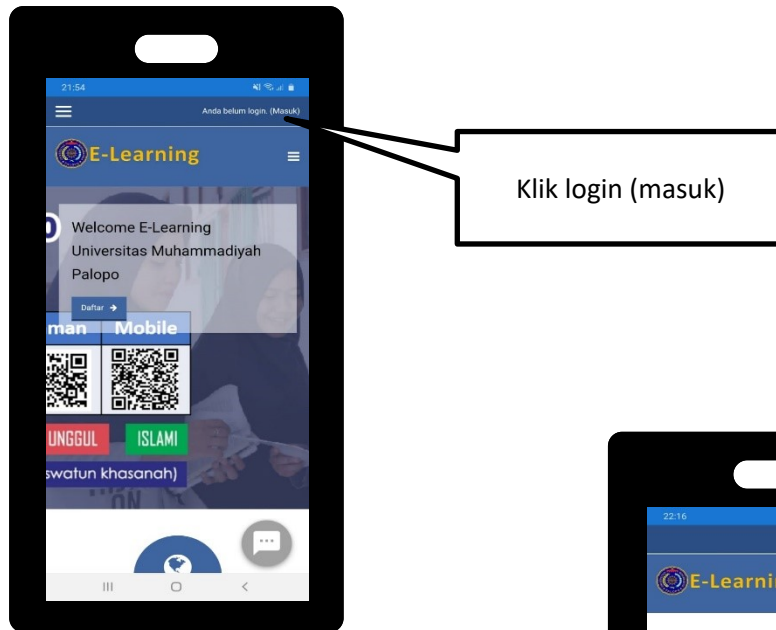 21:54
Anda belum login. (Masuk)
E-Learning
Klik login (masuk)
Welcome E-Learning
Universitas Muhammadiyah
Palopo
Daftar →
man Mobile
UNGGUL ISLAMI
swatun khasanah)
22:16
E-Learni